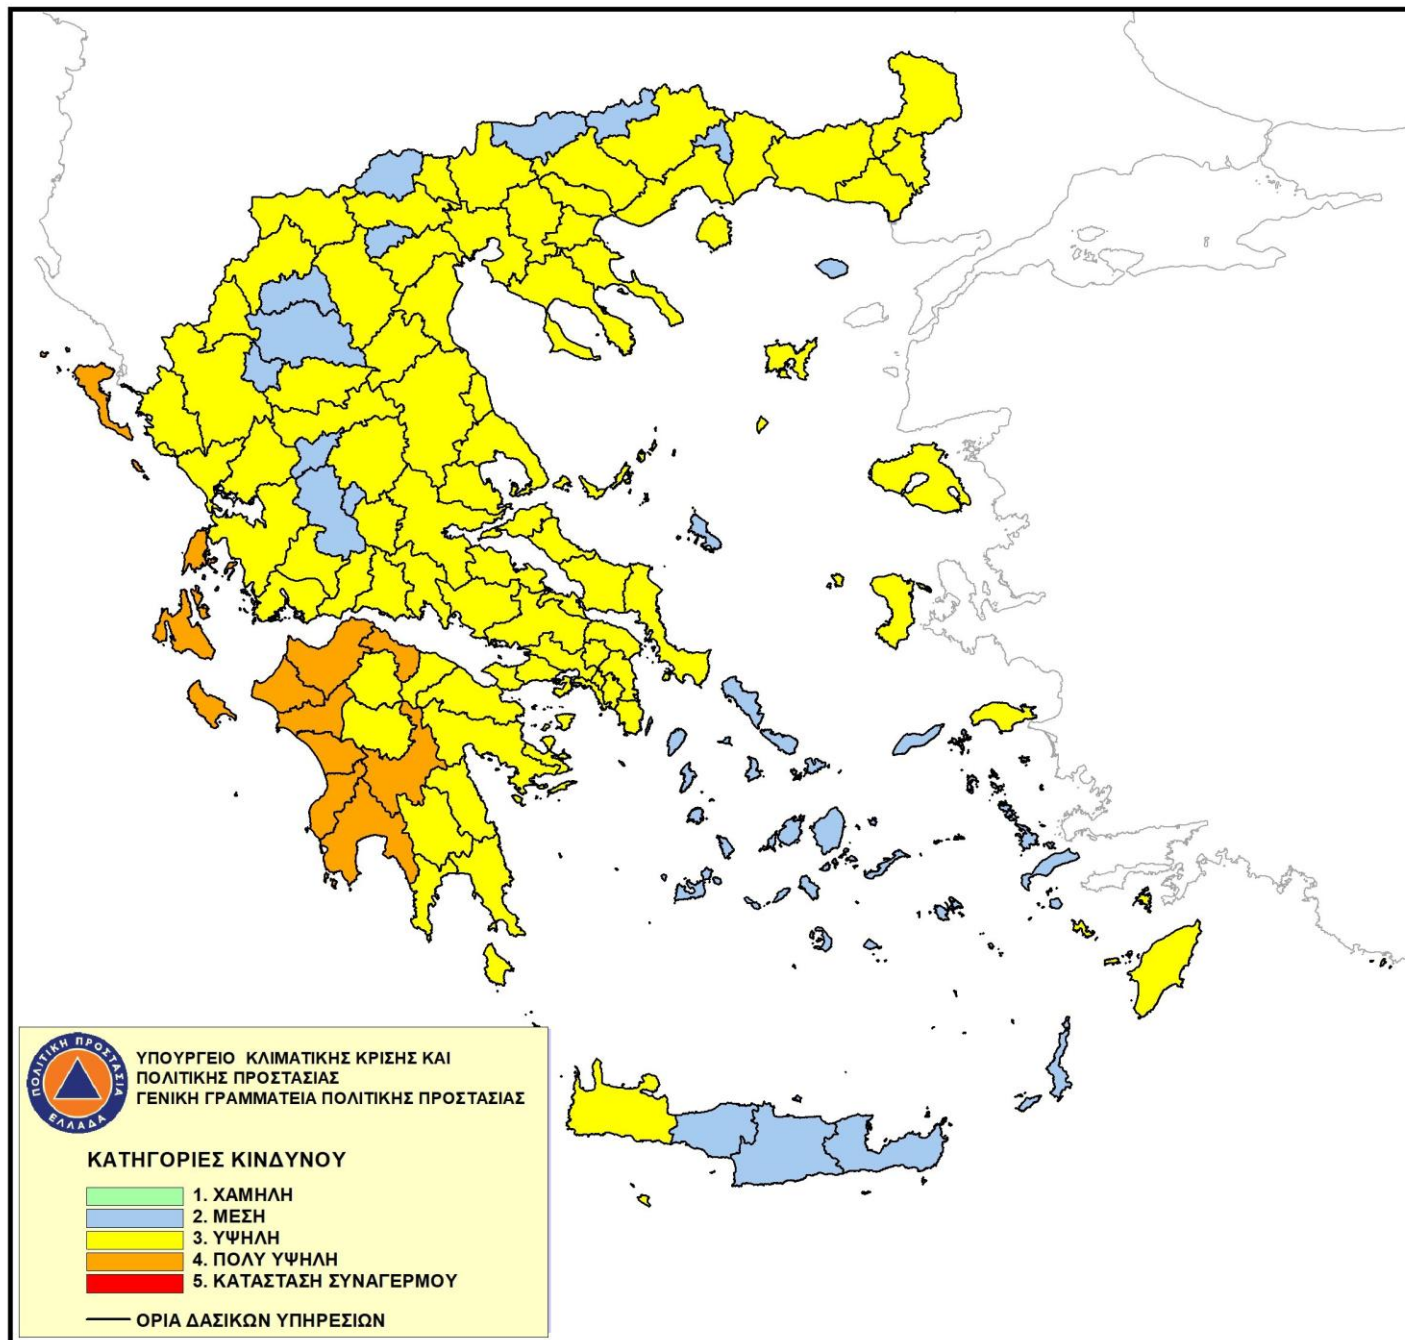 ΠΟΛΙΤΙΚΗ ΠΡΟΣΤΑΣΙΑ
ΕΛΛΑΔΑ
ΥΠΟΥΡΓΕΙΟ ΚΛΙΜΑΤΙΚΗΣ ΚΡΙΣΗΣ ΚΑΙ
ΠΟΛΙΤΙΚΗΣ ΠΡΟΣΤΑΣΙΑΣ
ΓΕΝΙΚΗ ΓΡΑΜΜΑΤΕΙΑ ΠΟΛΙΤΙΚΗΣ ΠΡΟΣΤΑΣΙΑΣ
ΚΑΤΗΓΟΡΙΕΣ ΚΙΝΔΥΝΟΥ
1. ΧΑΜΗΛΗ
2. ΜΕΣΗ
3. ΥΨΗΛΗ
4. ΠΟΛΥ ΥΨΗΛΗ
5. ΚΑΤΑΣΤΑΣΗ ΣΥΝΑΓΕΡΜΟΥ
ΟΡΙΑ ΔΑΣΙΚΩΝ ΥΠΗΡΕΣΙΩΝ